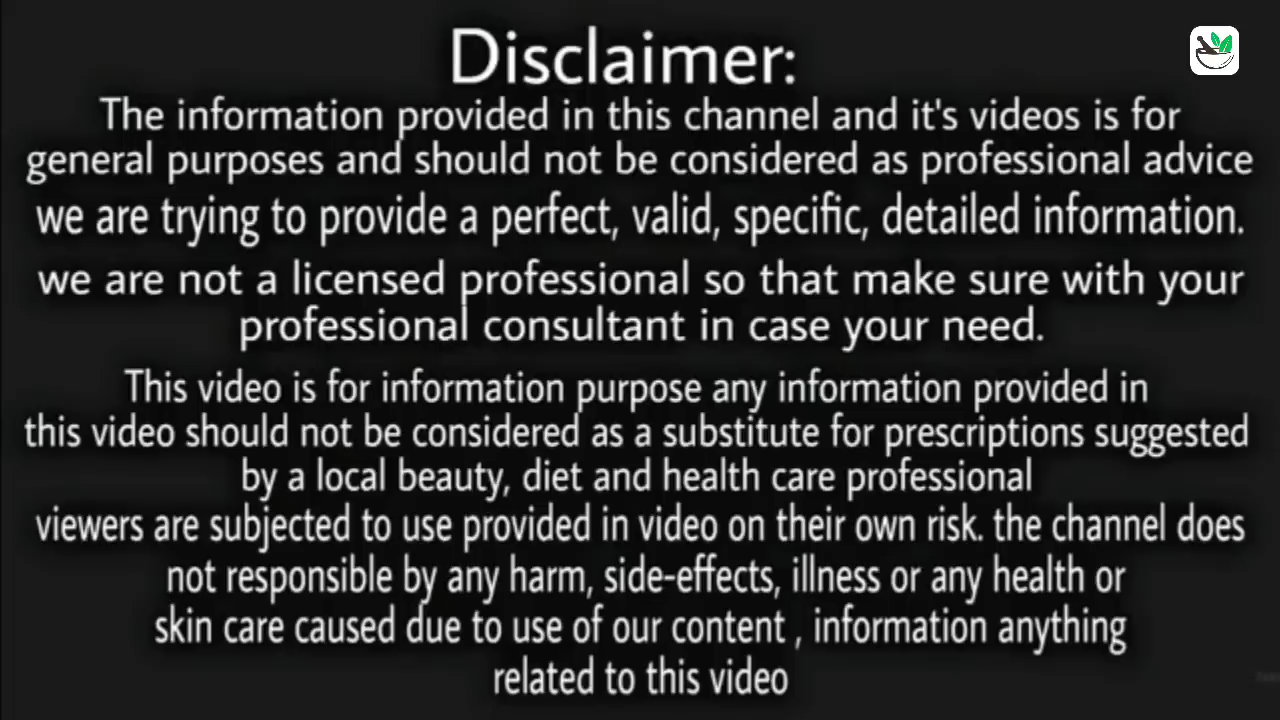 Disclaimer:
The information provided in this channel and it's videos is for
general purposes and should not be considered as professional advice
we are trying to provide a perfect, valid, specific, detailed information.
we are not a licensed professional so that make sure with your
professional consultant in case your need.
This video is for information purpose any information provided in
this video should not be considered as a substitute for prescriptions suggested
by a local beauty, diet and health care professional
viewers are subjected to use provided in video on their own risk. the channel does
not responsible by any harm, side-effects, illness or any health or
skin care caused due to use of our content , information anything
related to this video